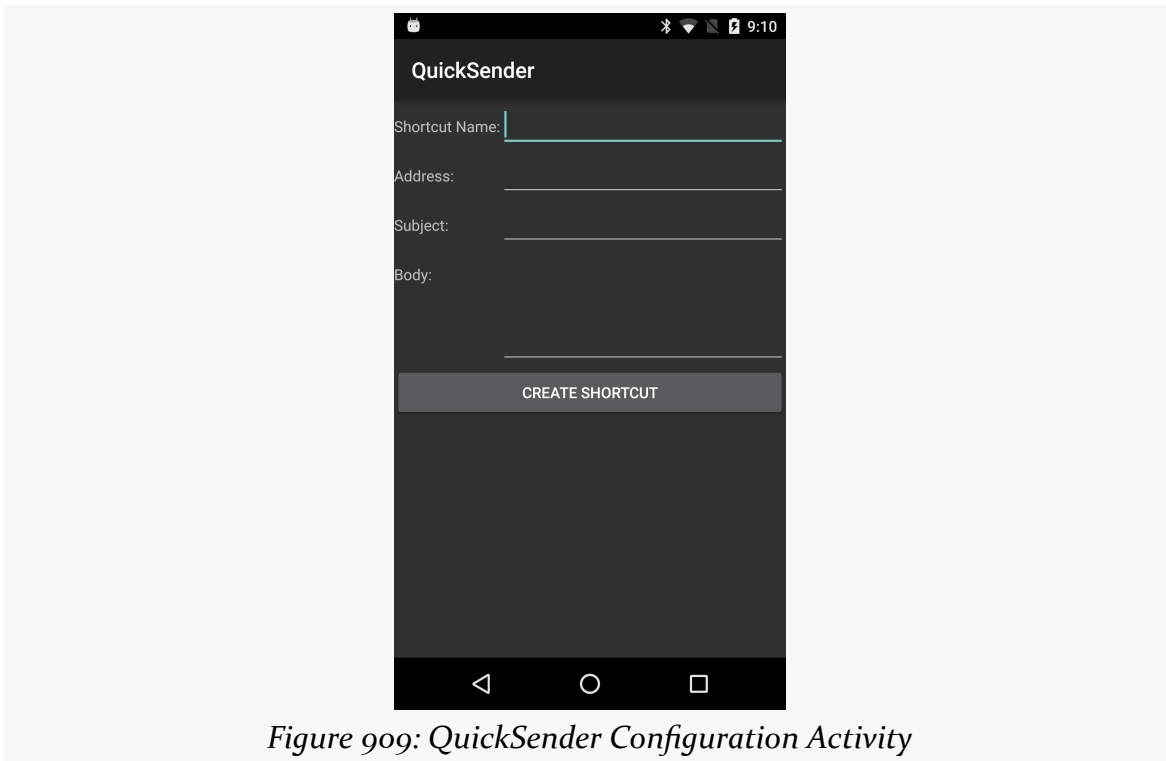 9:10
QuickSender
Shortcut Name:
Address:
Subject:
Body:
CREATE SHORTCUT
Figure 909: QuickSender Configuration Activity